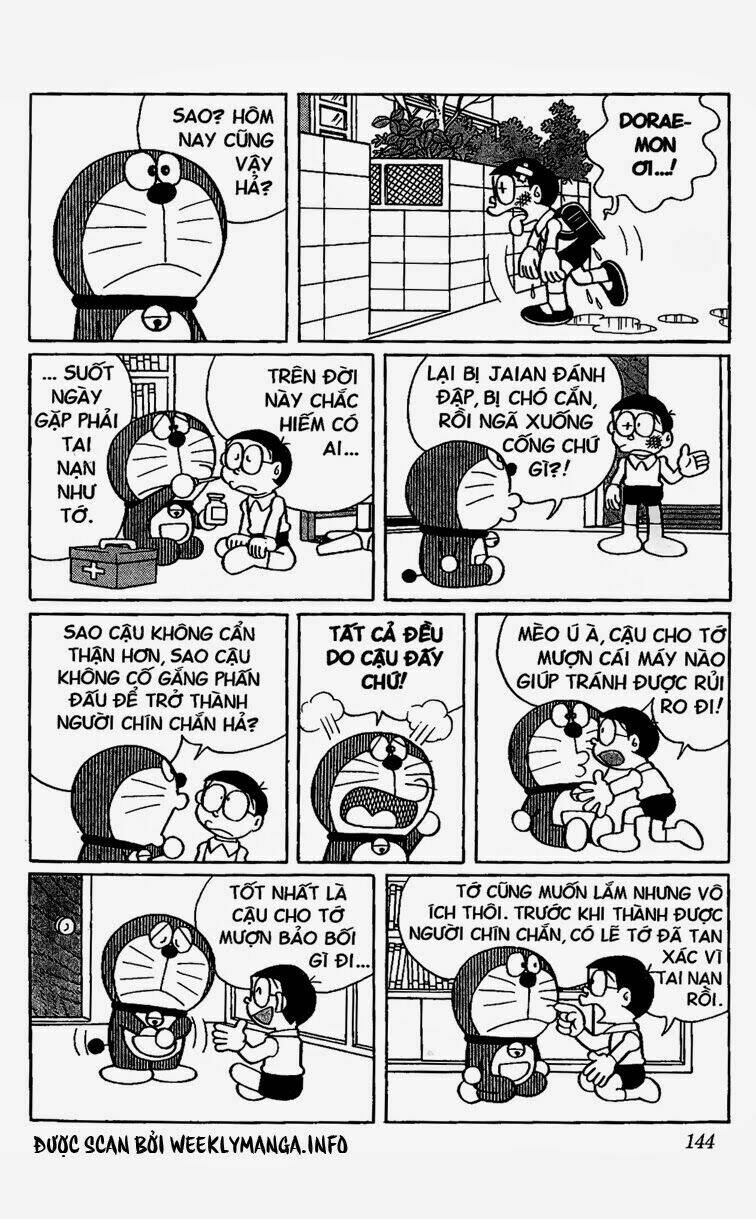 DORAE-
MON
ƠI...!
SAO? HÔM
NAY CŨNG
VẬY
HẢ?
LẠI BỊ JAIAN ĐÁNH
ĐẬP, BỊ CHÓ CẮN,
RỒI NGÃ XUỐNG
CỐNG CHỨ
GÌ?!
TRÊN ĐỜI
NÀY CHẮC
HIẾM CÓ
AI...
... SUỐT
NGÀY
GẶP PHẢI
TAI
NẠN
NHƯ
TỚ.
MÈO Ú À, CẬU CHO TỚ
MƯỢN CÁI MÁY NÀO
GIÚP TRÁNH ĐƯỢC RỦI
RO ĐI!
TẤT CẢ ĐỀU
DO CẬU ĐẤY
CHỨ!
SAO CẬU KHÔNG CẨN
THẬN HƠN, SAO CẬU
KHÔNG CỐ GẮNG PHẤN
ĐẤU ĐỂ TRỞ THÀNH
NGƯỜI CHÍN CHẮN HẢ?
TỚ CŨNG MUỐN LẮM NHƯNG VÔ
ÍCH THÔI. TRƯỚC KHI THÀNH ĐƯỢC
NGƯỜI CHÍN CHẮN, CÓ LẼ TỚ ĐÃ TAN
XÁC VÌ
TAI NẠN
RỒI.
TỐT NHẤT LÀ
CẬU CHO TỚ
MƯỢN BẢO BỐI
GÌ ĐI...
ĐƯỢC SCAN BỞI WEEKLYMANGA.INFO
144